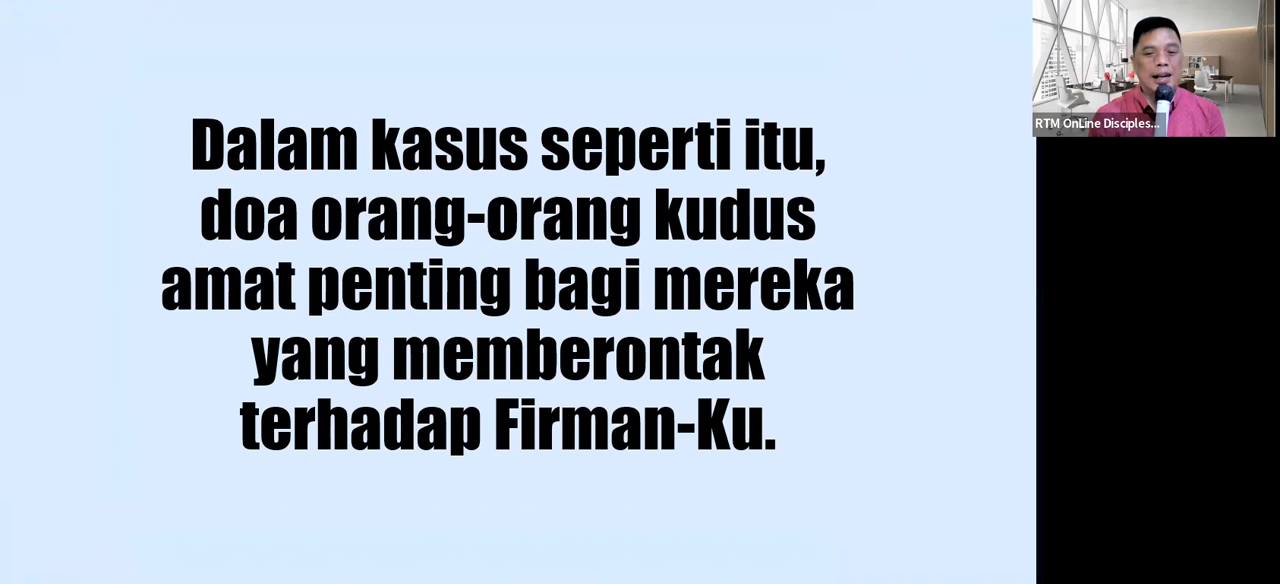 Dalam kasus seperti itu,
doa orang-orang kudus
amat penting bagi mereka
yang memberontak
terhadap Firman-Ku.
RTM OnLine Disciples...